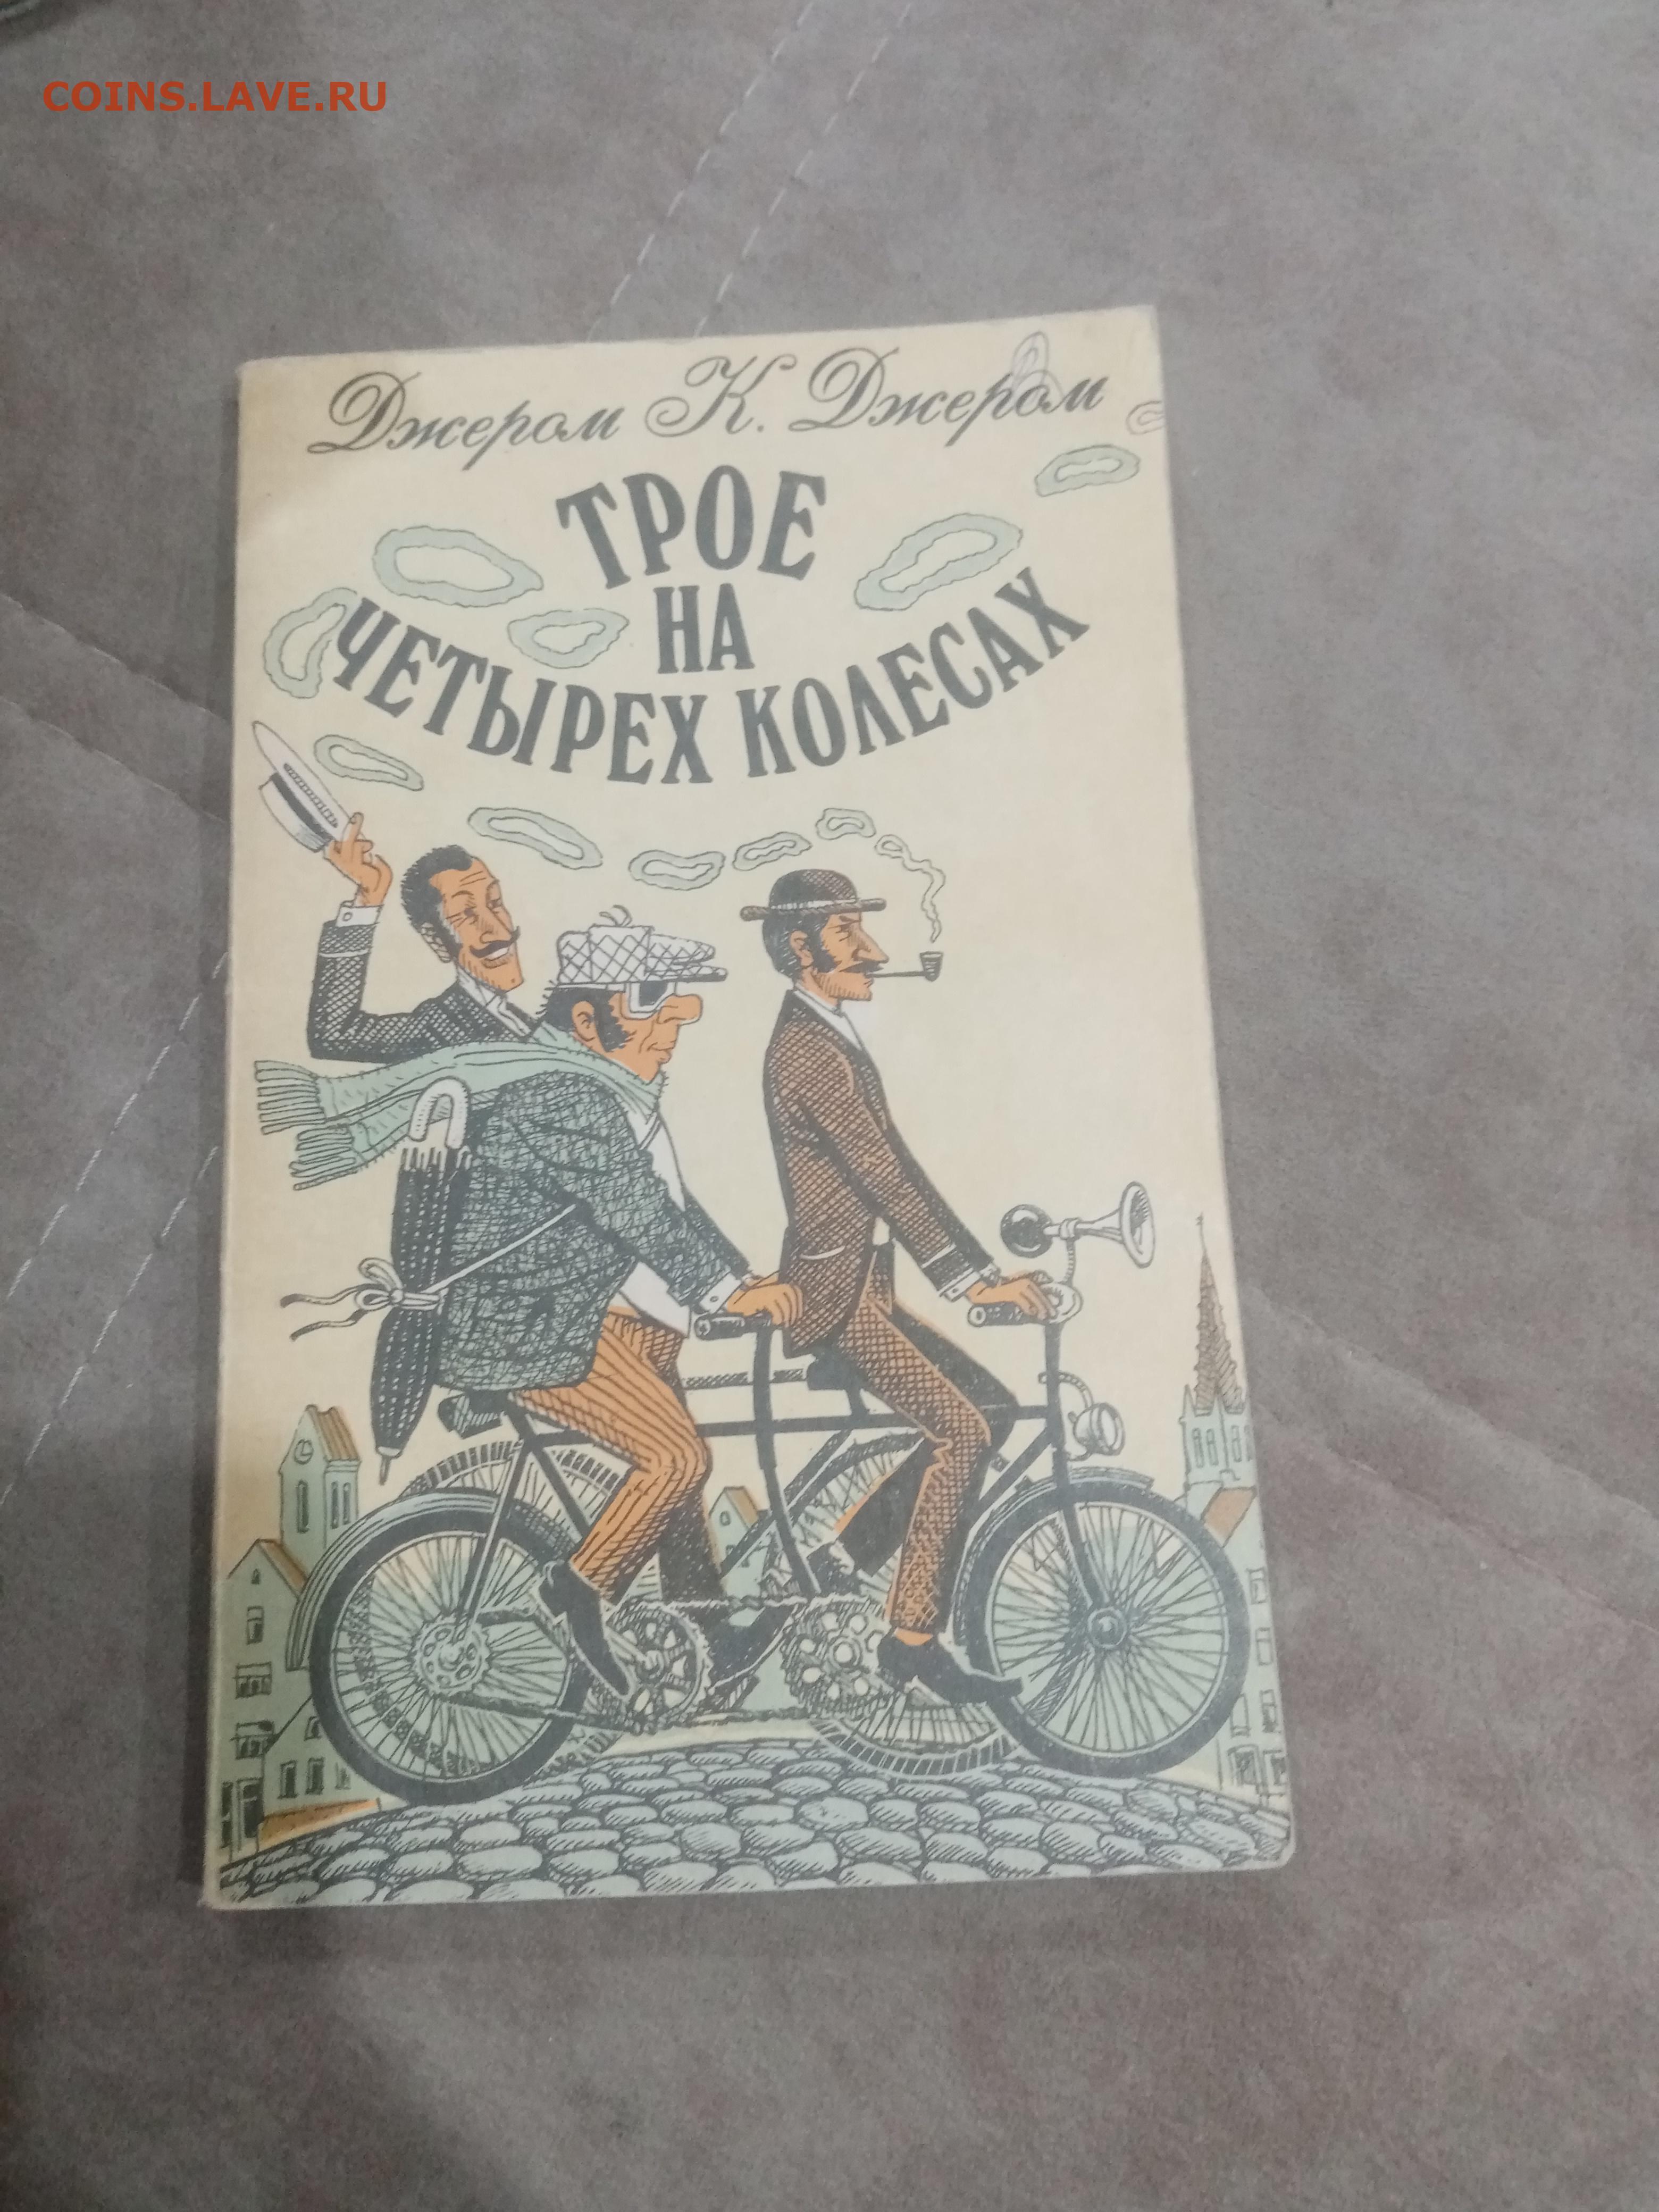 COINS.LAVE.RU
Джером К. Джером
ТРОЕ
НА
ЧЕТЫРЕХ КОЛЕСАХ